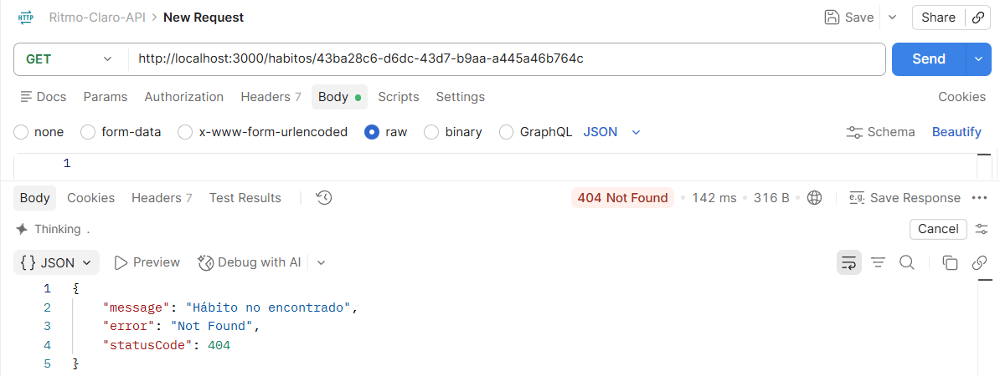 HTTP Ritmo-Claro-API > New Request Save Share
GET http://localhost:3000/habitos/43ba28c6-d6dc-43d7-b9aa-a445a46b764c Send
Docs Params Authorization Headers 7 Body Scripts Settings Cookies
none form-data x-www-form-urlencoded raw binary GraphQL JSON Schema Beautify
1
Body Cookies Headers 7 Test Results 404 Not Found • 142 ms • 316 B • e.g. Save Response •••
Thinking . Cancel
{} JSON Preview Debug with AI
1 {
2 "message": "Hábito no encontrado",
3 "error": "Not Found",
4 "statusCode": 404
5 }